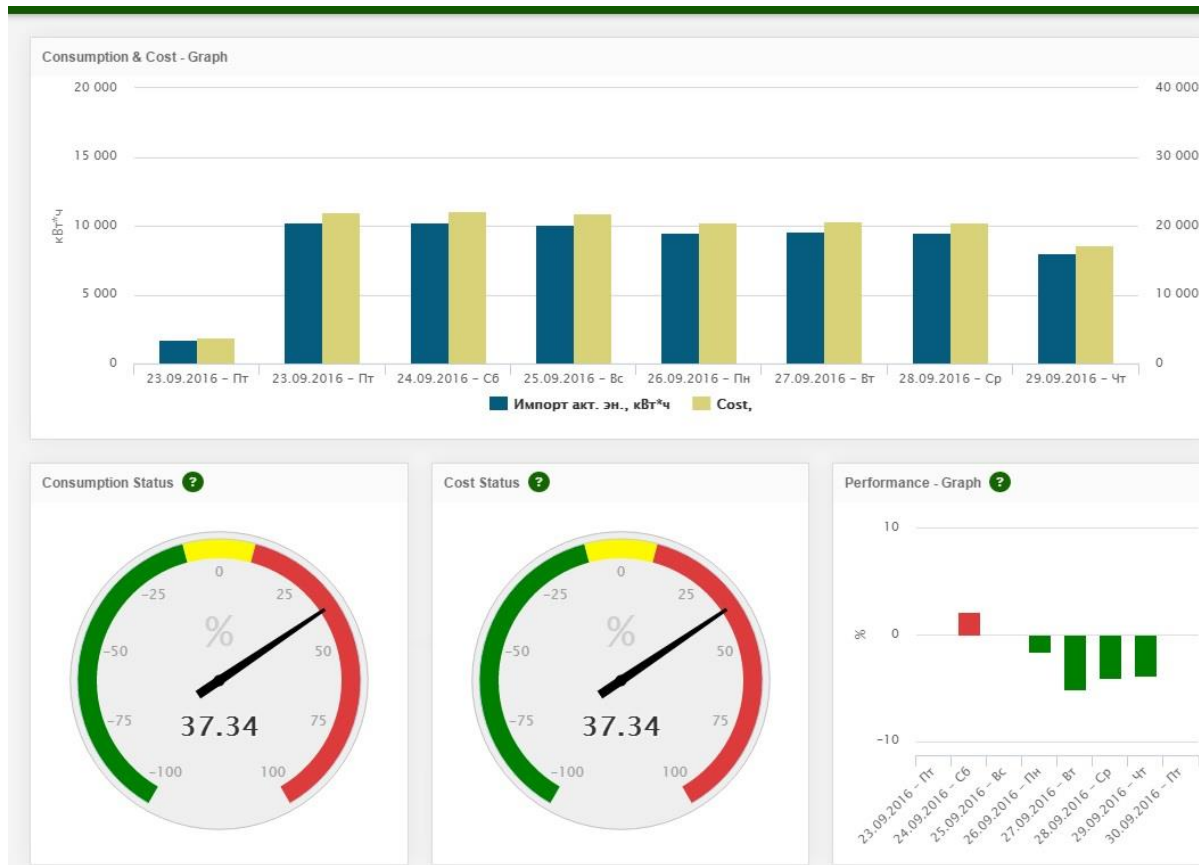 Consumption & Cost - Graph
20 000
40 000
15 000
30 000
10 000
20 000
5 000
10 000
0
0
кВт*ч
23.09.2016 – Пт
23.09.2016 – Пт
24.09.2016 – Сб
25.09.2016 – Вс
26.09.2016 – Пн
27.09.2016 – Вт
28.09.2016 – Ср
29.09.2016 – Чт
Импорт акт. эн., кВт*ч
Cost,
Consumption Status ?
0
-25
25
%
-50
50
-75
75
37.34
-100
100
Cost Status ?
0
-25
25
%
-50
50
-75
75
37.34
-100
100
Performance - Graph ?
10
0
%
-10
23.09.2016 – Пт
24.09.2016 – Сб
25.09.2016 – Вс
26.09.2016 – Пн
27.09.2016 – Вт
28.09.2016 – Ср
29.09.2016 – Чт
30.09.2016 – Пт